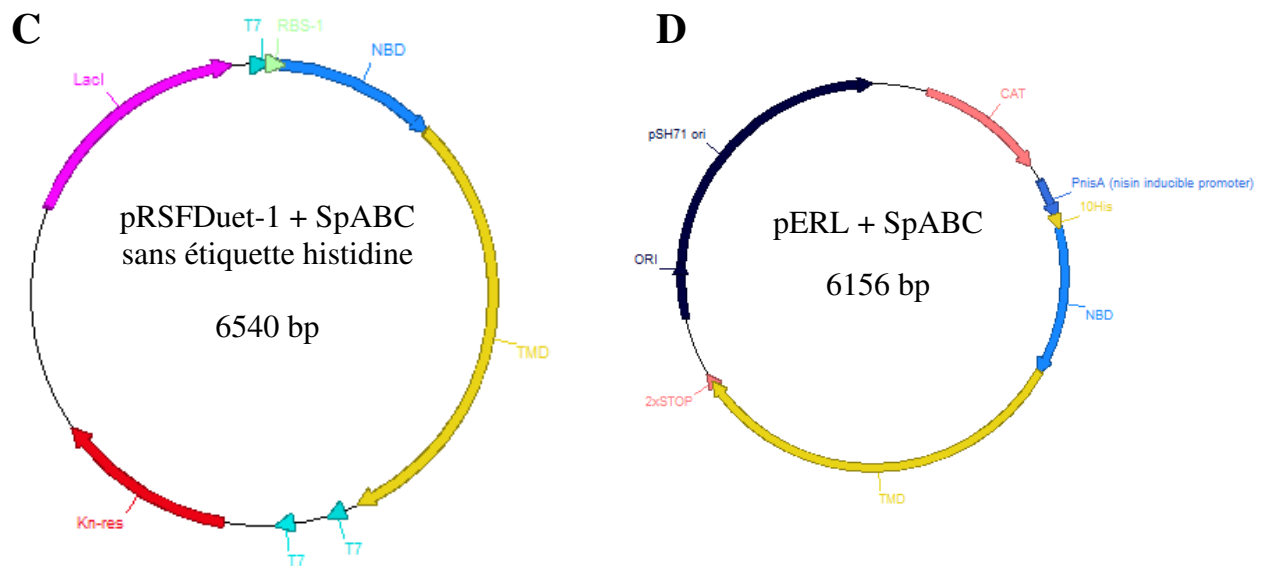 C
T7
RBS-1
NBD
LacI
pRSFDuet-1 + SpABC
sans étiquette histidine
6540 bp
TMD
Kn-res
T7
T7
D
CAT
pSH71 ori
PnisA (nisin inducible promoter)
10His
pERL + SpABC
6156 bp
ORI
NBD
2xSTOP
TMD